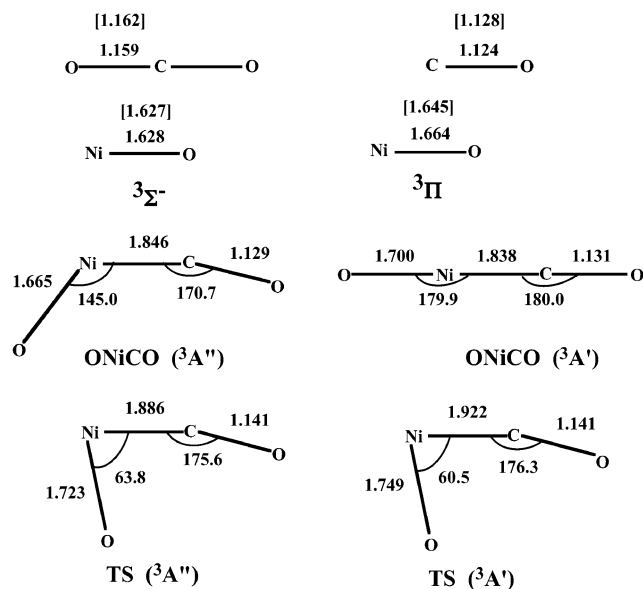 [1.162] [1.128]
1.159 1.124
O C O C O
[1.627] [1.645]
1.628 1.664
Ni O Ni O
³Σ⁻ ³Π
1.846 1.129 1.700 1.838 1.131
Ni C O O Ni C O
1.665 145.0 170.7 179.9 180.0
O
ONiCO (³A") ONiCO (³A')
1.886 1.141 1.922 1.141
Ni C O Ni C O
1.723 63.8 175.6 1.749 60.5 176.3
O O
TS (³A") TS (³A')